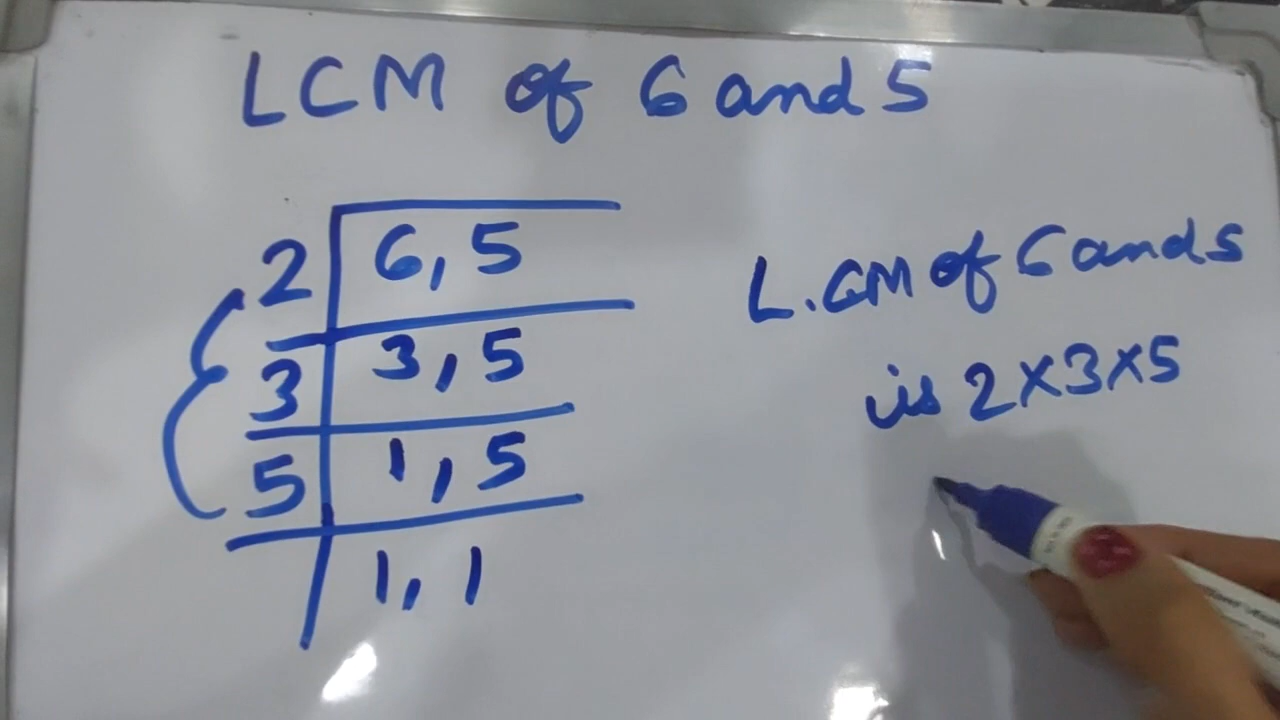 LCM of 6 and 5
2 6, 5
3 3, 5
5 1, 5
1, 1
L.CM of 6 and 5
is 2×3×5